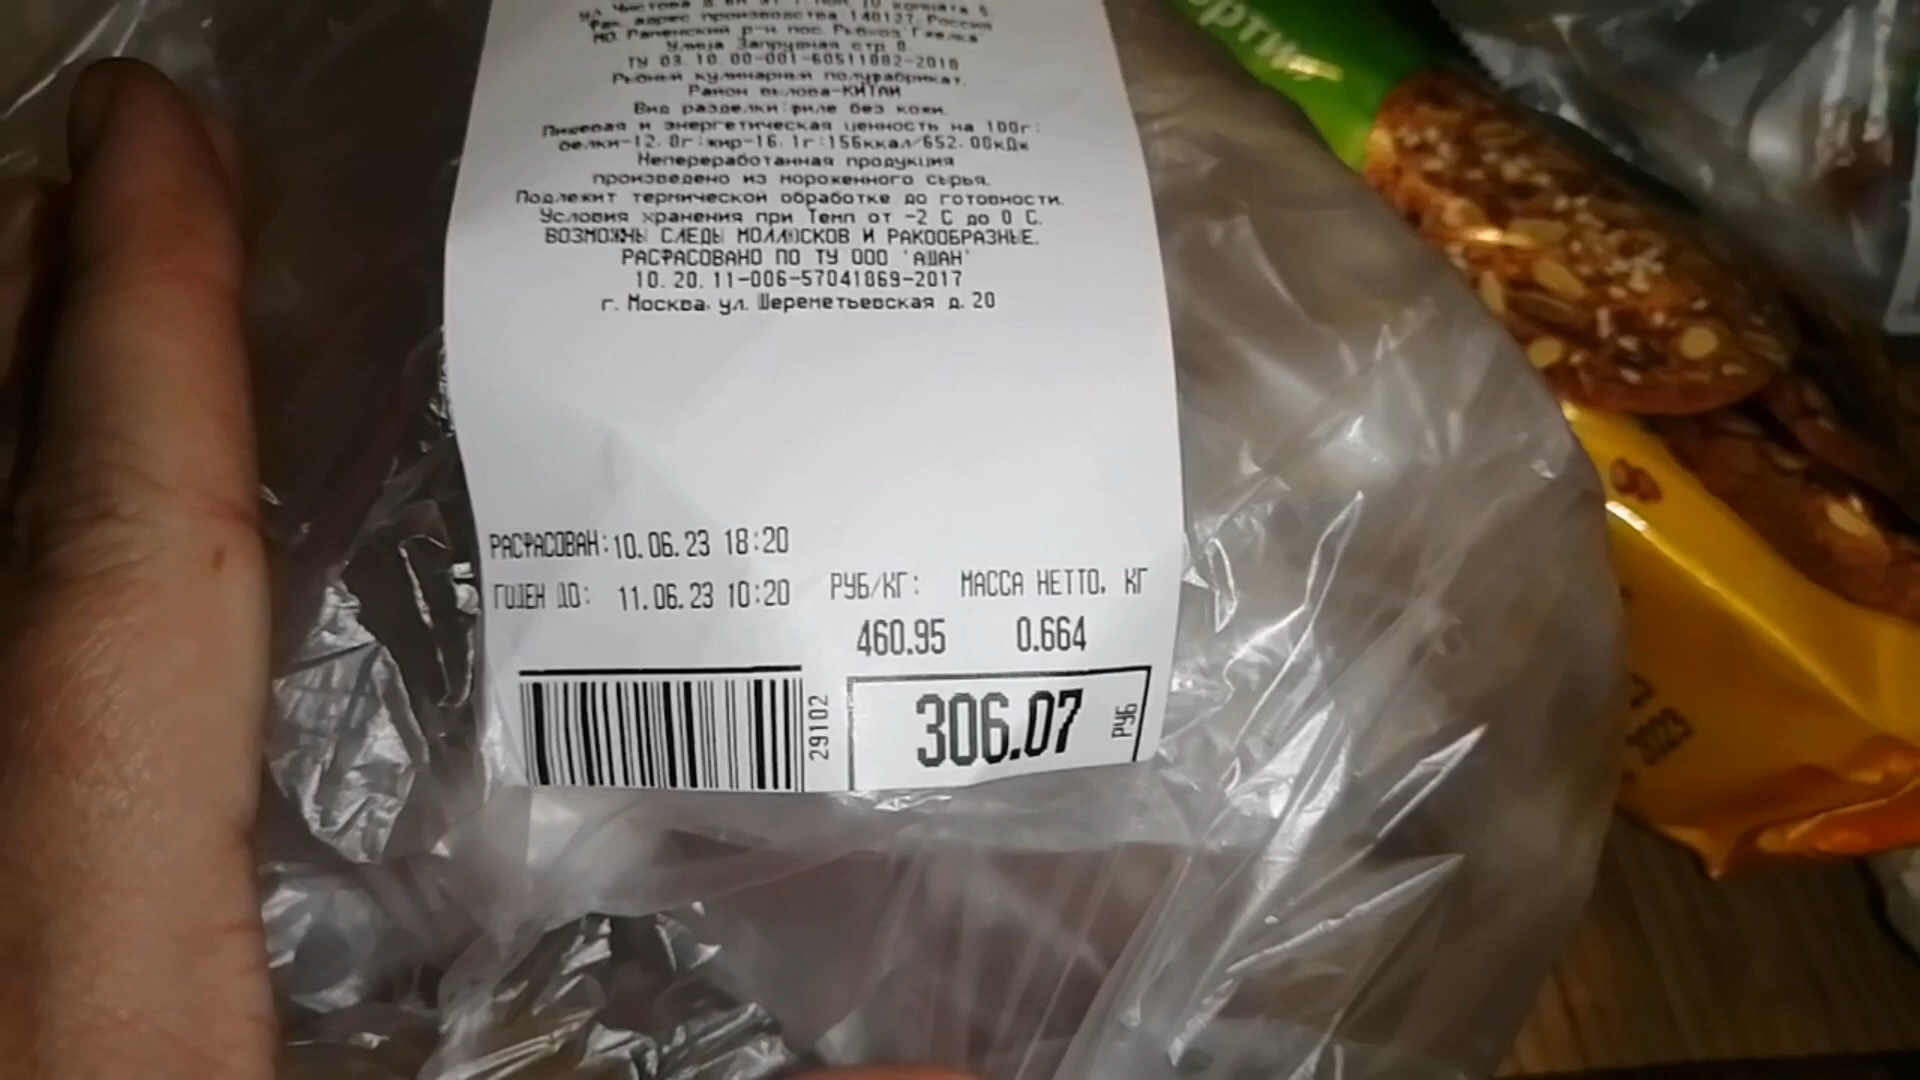 ул. Чистова д
Фак. адрес производства 140127, Россия
МО, Раменский р-н пос. Рыбхоз Гжелка
Улица Запрудная стр 8.
ТУ 03.10.00-001-60511082-2018
Рыбный кулинарный полуфабрикат.
Район вылова-КИТАЙ
Вид разделки:филе без кожи.
Пищевая и энергетическая ценность на 100г:
белки-12.8г:жир-16.1г:156ккал/652.00кДж
Непереработанная продукция
произведено из мороженного сырья.
Подлежит термической обработке до готовности.
Условия хранения при Темп от -2 С до 0 С.
ВОЗМОЖНЫ СЛЕДЫ МОЛЛЮСКОВ И РАКООБРАЗНЫЕ.
РАСФАСОВАНО ПО ТУ ООО "АШАН"
10.20.11-006-57041869-2017
г. Москва, ул. Шереметьевская д. 20
РАСФАСОВАН: 10.06.23 18:20
ГОДЕН ДО: 11.06.23 10:20
РУБ/КГ: МАССА НЕТТО, КГ
460.95 0.664
29102
306.07 РУБ
2023